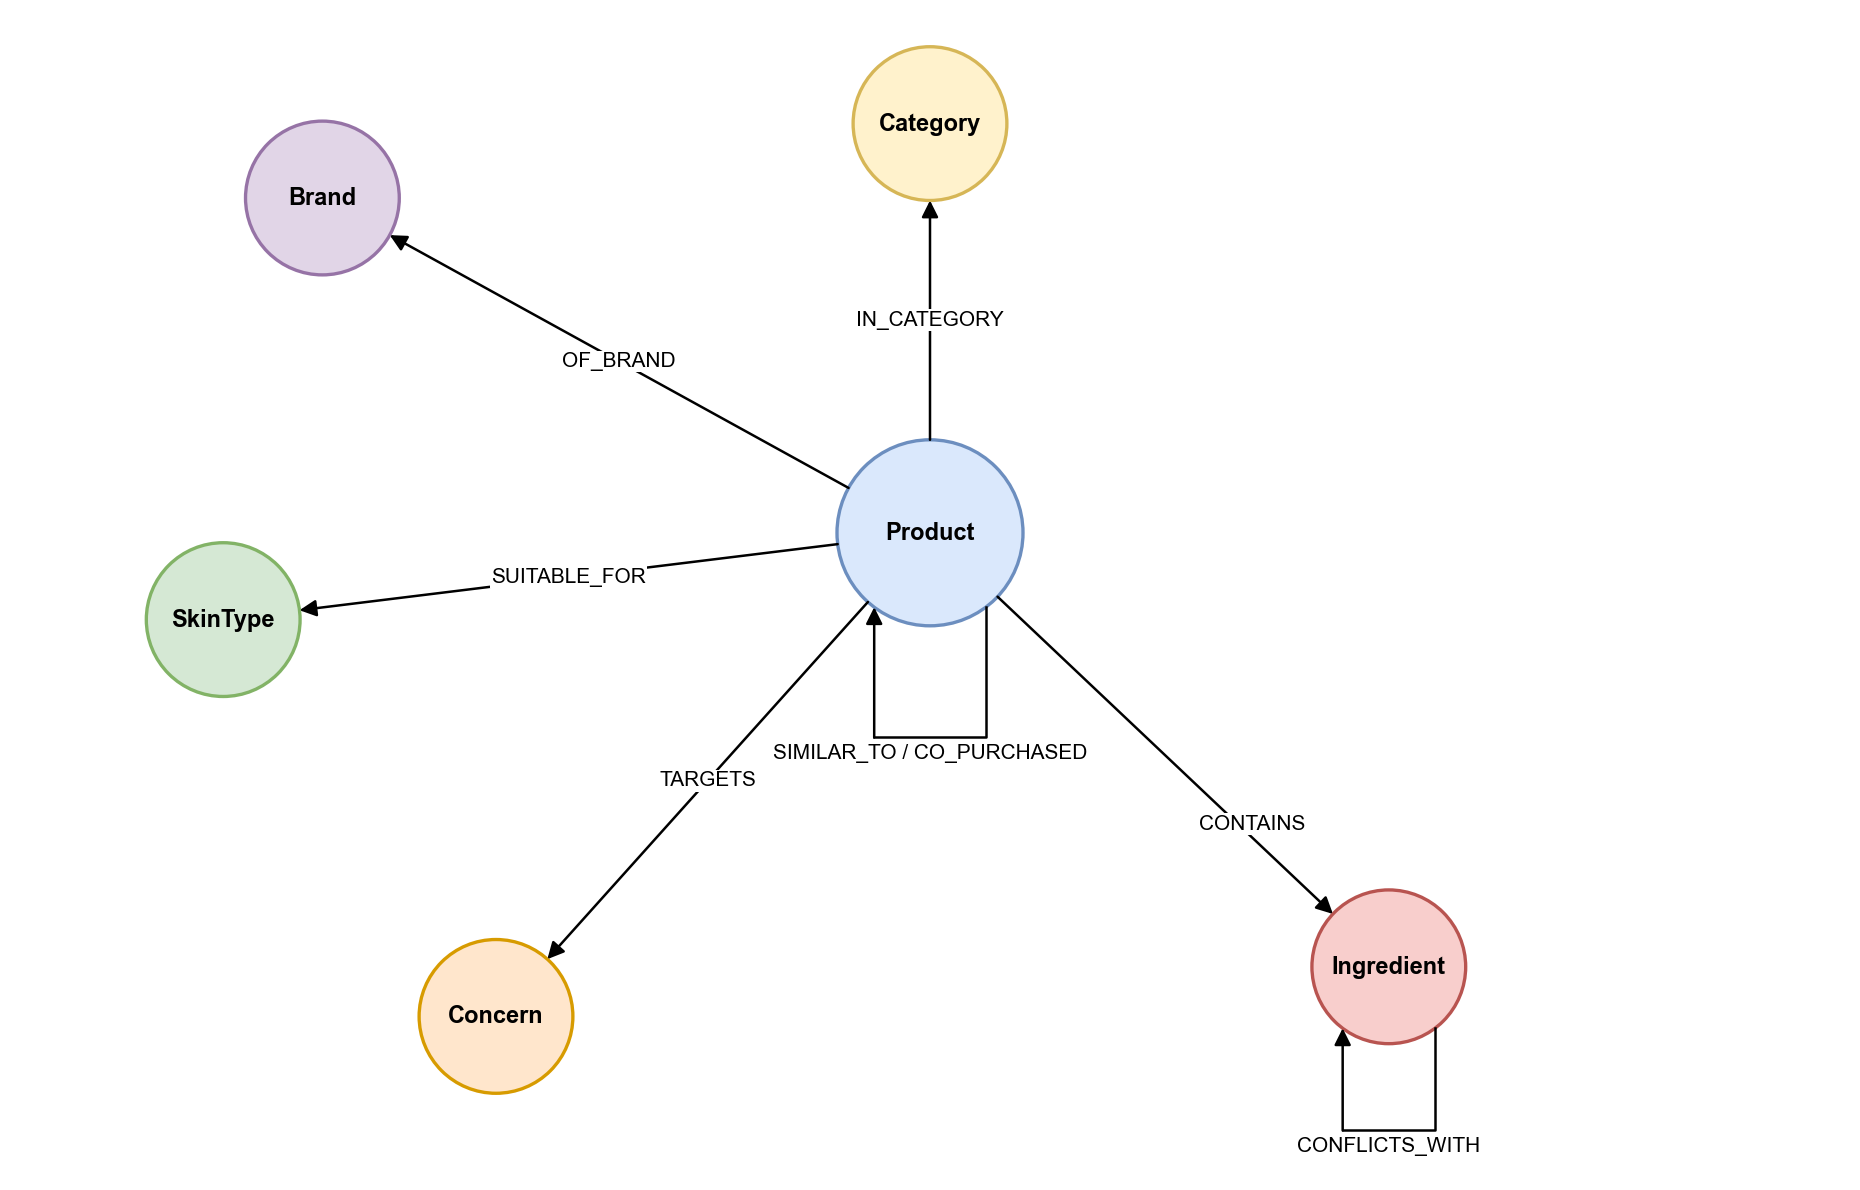 Category
Brand
IN_CATEGORY
OF_BRAND
Product
SUITABLE_FOR
SkinType
SIMILAR_TO / CO_PURCHASED
TARGETS
CONTAINS
Ingredient
Concern
CONFLICTS_WITH